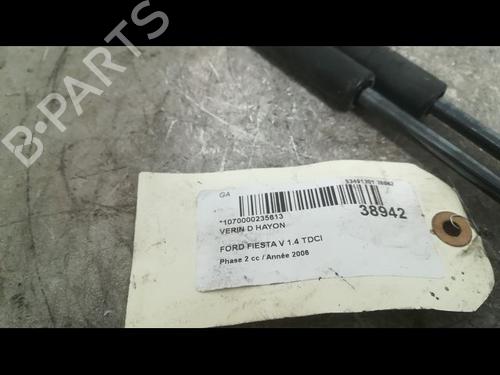 B-PARTS
GA
*1070000235613
38942
VERIN D HAYON
FORD FIESTA V 1.4 TDCI
Phase 2 cc / Année 2006